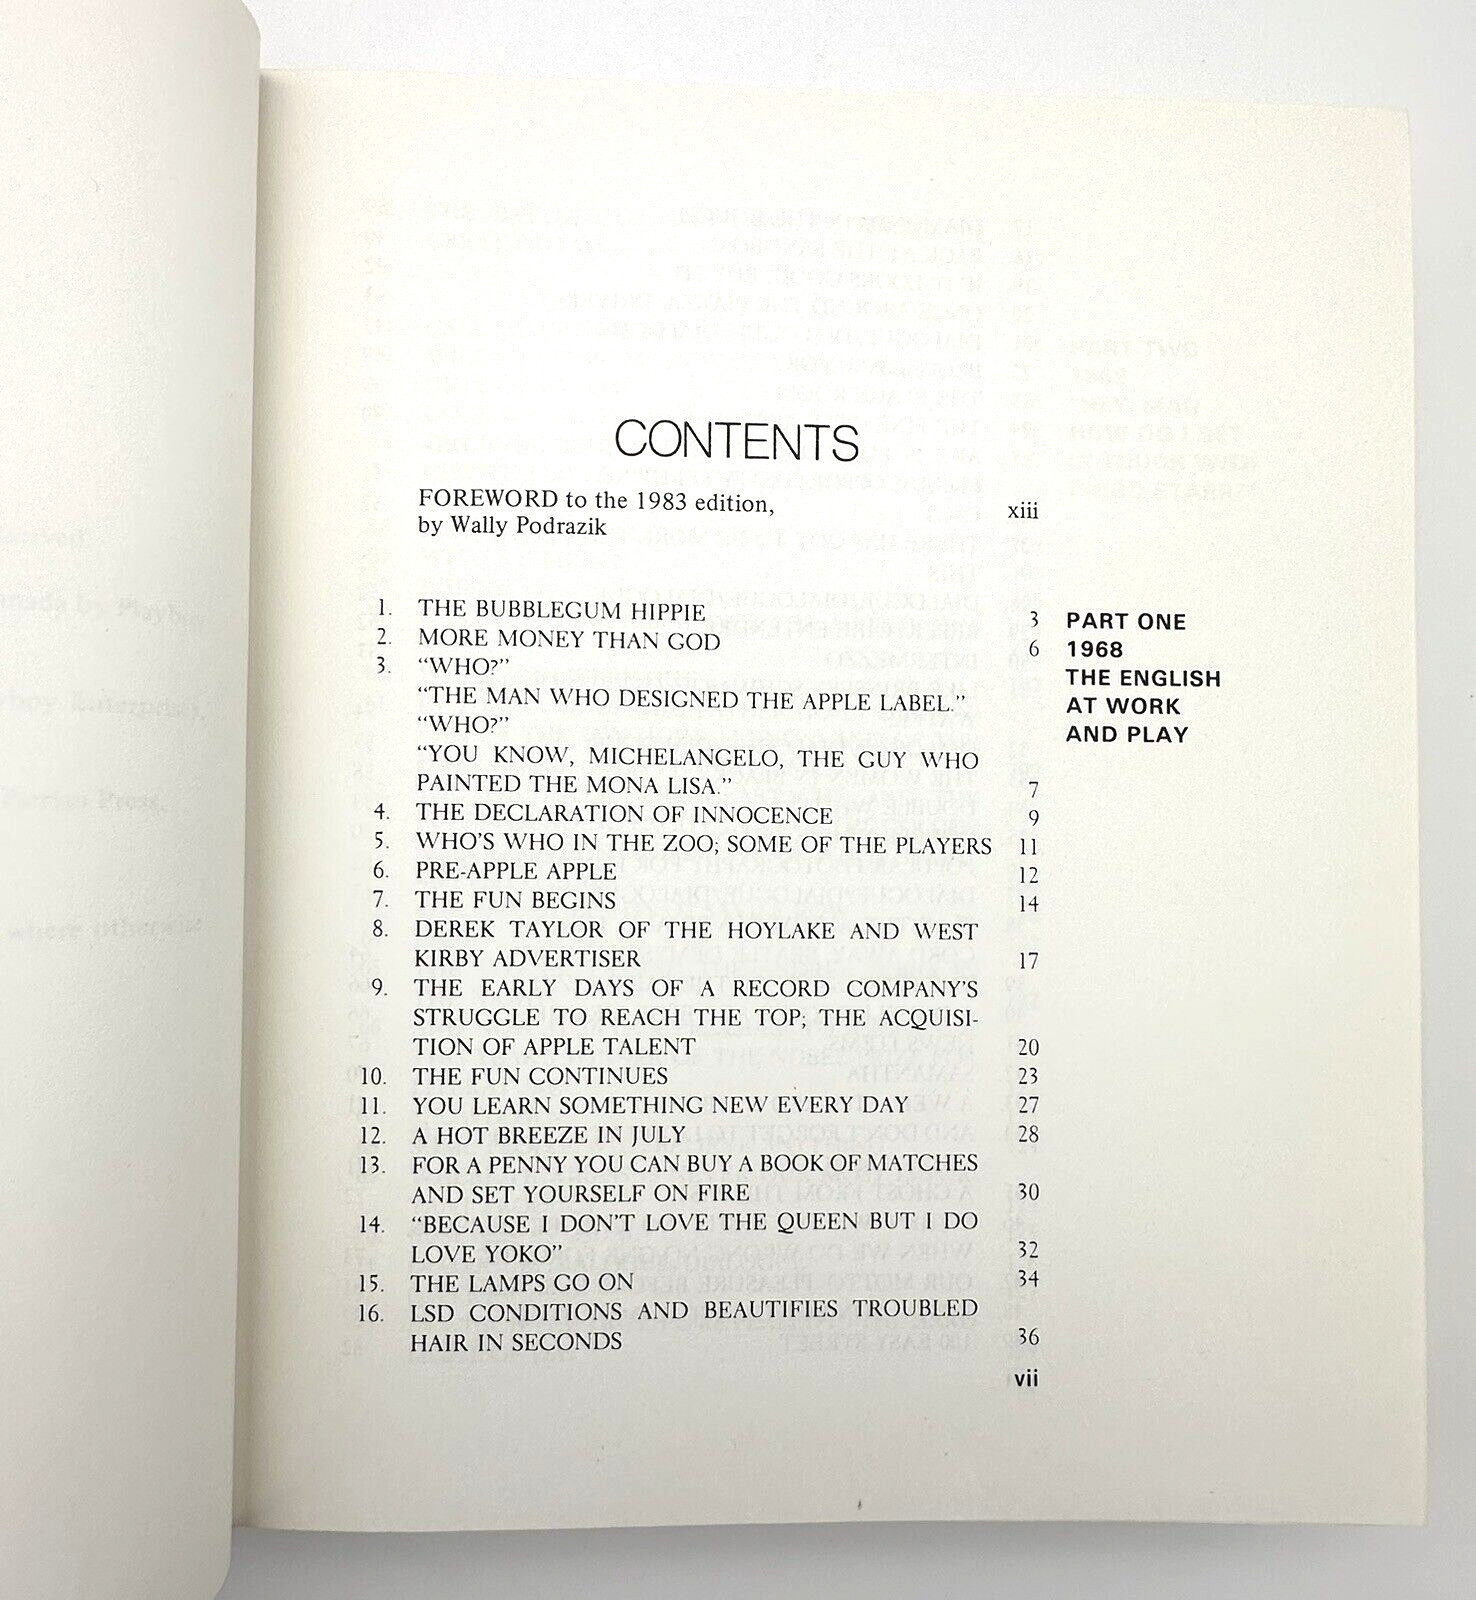 CONTENTS
FOREWORD to the 1983 edition,
by Wally Podrazik xiii
1. THE BUBBLEGUM HIPPIE 3
2. MORE MONEY THAN GOD 6
3. "WHO?"
"THE MAN WHO DESIGNED THE APPLE LABEL."
"WHO?"
"YOU KNOW, MICHELANGELO, THE GUY WHO
PAINTED THE MONA LISA." 7
4. THE DECLARATION OF INNOCENCE 9
5. WHO'S WHO IN THE ZOO; SOME OF THE PLAYERS 11
6. PRE-APPLE APPLE 12
7. THE FUN BEGINS 14
8. DEREK TAYLOR OF THE HOYLAKE AND WEST
KIRBY ADVERTISER 17
9. THE EARLY DAYS OF A RECORD COMPANY'S
STRUGGLE TO REACH THE TOP; THE ACQUISI-
TION OF APPLE TALENT 20
10. THE FUN CONTINUES 23
11. YOU LEARN SOMETHING NEW EVERY DAY 27
12. A HOT BREEZE IN JULY 28
13. FOR A PENNY YOU CAN BUY A BOOK OF MATCHES
AND SET YOURSELF ON FIRE 30
14. "BECAUSE I DON'T LOVE THE QUEEN BUT I DO
LOVE YOKO" 32
15. THE LAMPS GO ON 34
16. LSD CONDITIONS AND BEAUTIFIES TROUBLED
HAIR IN SECONDS 36
PART ONE
1968
THE ENGLISH
AT WORK
AND PLAY
vii